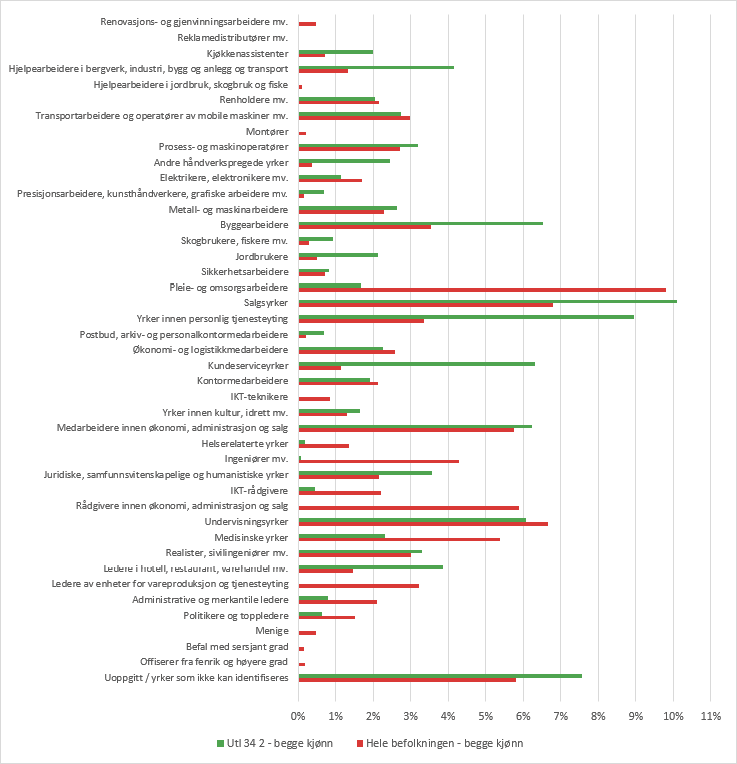 Renovasjons- og gjenvinningsarbeidere mv.
Reklamedistributører mv.
Kjøkkenassistenter
Hjelpearbeidere i bergverk, industri, bygg og anlegg og transport
Hjelpearbeidere i jordbruk, skogbruk og fiske
Renholdere mv.
Transportarbeidere og operatører av mobile maskiner mv.
Montører
Prosess- og maskinoperatører
Andre håndverkspregede yrker
Elektrikere, elektronikere mv.
Presisjonsarbeidere, kunsthåndverkere, grafiske arbeidere mv.
Metall- og maskinarbeidere
Byggearbeidere
Skogbrukere, fiskere mv.
Jordbrukere
Sikkerhetsarbeidere
Pleie- og omsorgsarbeidere
Salgsyrker
Yrker innen personlig tjenesteyting
Postbud, arkiv- og personalkontormedarbeidere
Økonomi- og logistikkmedarbeidere
Kundeserviceyrker
Kontormedarbeidere
IKT-teknikere
Yrker innen kultur, idrett mv.
Medarbeidere innen økonomi, administrasjon og salg
Helserelaterte yrker
Ingeniører mv.
Juridiske, samfunnsvitenskapelige og humanistiske yrker
IKT-rådgivere
Rådgivere innen økonomi, administrasjon og salg
Undervisningsyrker
Medisinske yrker
Realister, sivilingeniører mv.
Ledere i hotell, restaurant, varehandel mv.
Ledere av enheter for vareproduksjon og tjenesteyting
Administrative og merkantile ledere
Politikere og toppledere
Menige
Befal med sersjant grad
Offiserer fra fenrik og høyere grad
Uoppgitt / yrker som ikke kan identifiseres
0% 1% 2% 3% 4% 5% 6% 7% 8% 9% 10% 11%
Utl 34 2 - begge kjønn Hele befolkningen - begge kjønn